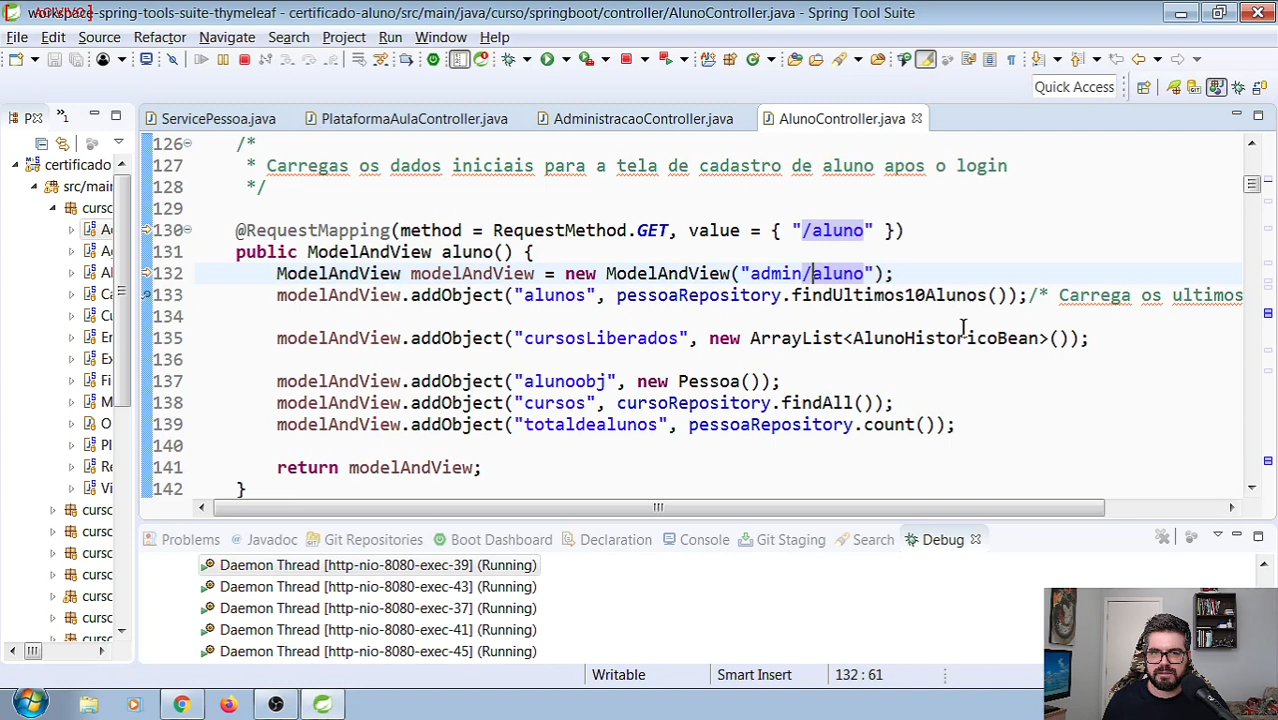 workspace-spring-tools-suite-thymeleaf - certificado-aluno/src/main/java/curso/springboot/controller/AlunoController.java - Spring Tool Suite
File Edit Source Refactor Navigate Search Project Run Window Help
Quick Access
ServicePessoa.java PlataformaAulaController.java AdministracaoController.java AlunoController.java
certificado
src/mair
cursc
126 /*
127 * Carregas os dados iniciais para a tela de cadastro de aluno apos o login
128 */
129
130 @RequestMapping(method = RequestMethod.GET, value = { "/aluno" })
131 public ModelAndView aluno() {
132 ModelAndView modelAndView = new ModelAndView("admin/aluno");
133 modelAndView.addObject("alunos", pessoaRepository.findUltimos10Alunos());/* Carrega os ultimos
134
135 modelAndView.addObject("cursosLiberados", new ArrayList<AlunoHistoricoBean>());
136
137 modelAndView.addObject("alunoobj", new Pessoa());
138 modelAndView.addObject("cursos", cursoRepository.findAll());
139 modelAndView.addObject("totaldealunos", pessoaRepository.count());
140
141 return modelAndView;
142 }
Problems Javadoc Git Repositories Boot Dashboard Declaration Console Git Staging Search Debug
Daemon Thread [http-nio-8080-exec-39] (Running)
Daemon Thread [http-nio-8080-exec-43] (Running)
Daemon Thread [http-nio-8080-exec-37] (Running)
Daemon Thread [http-nio-8080-exec-41] (Running)
Daemon Thread [http-nio-8080-exec-45] (Running)
Writable Smart Insert 132 : 61